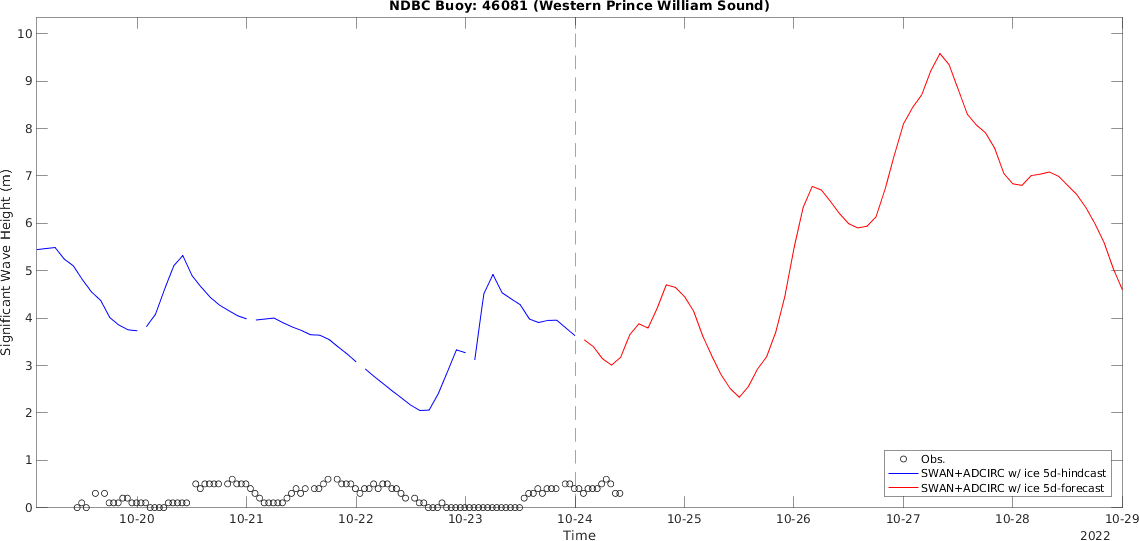 NDBC Buoy: 46081 (Western Prince William Sound)
Significant Wave Height (m)
10
9
8
7
6
5
4
3
2
1
0
Obs.
SWAN+ADCIRC w/ ice 5d-hindcast
SWAN+ADCIRC w/ ice 5d-forecast
10-20 10-21 10-22 10-23 10-24 10-25 10-26 10-27 10-28 10-29
Time
2022